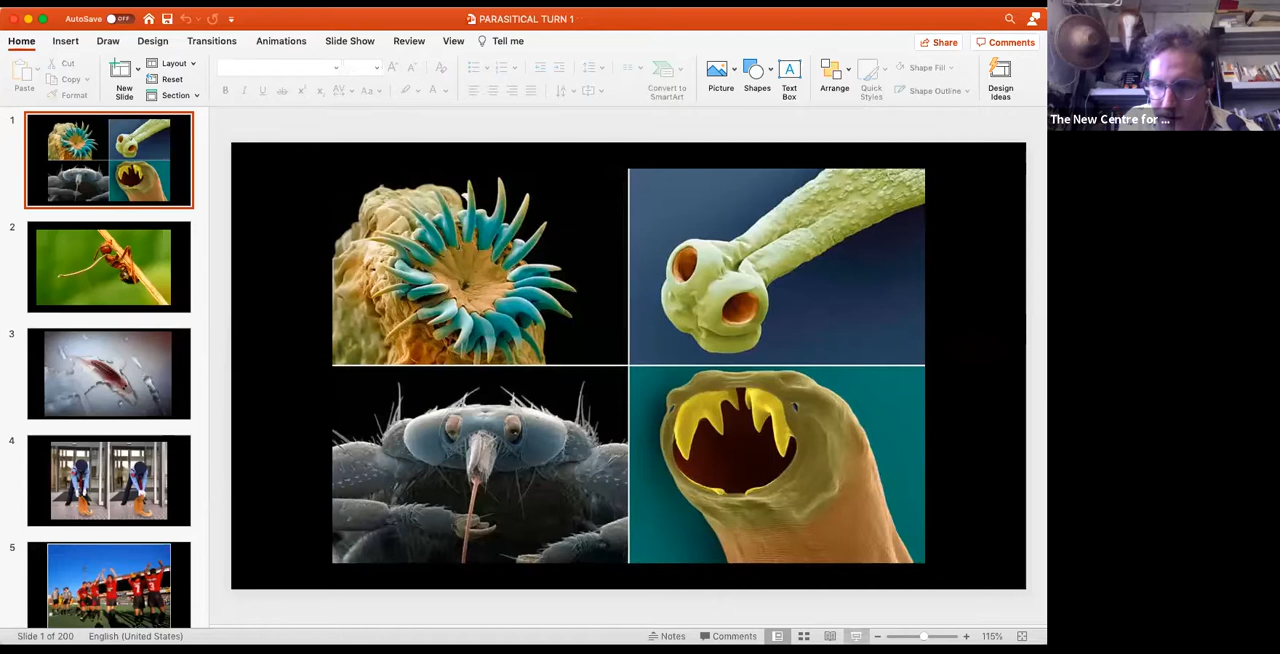 AutoSave OFF
PARASITICAL TURN 1
Home Insert Draw Design Transitions Animations Slide Show Review View Tell me
Share Comments
Paste
Cut
Copy
Format
New Slide
Layout
Reset
Section
Convert to SmartArt
Picture
Shapes
Text Box
Arrange
Quick Styles
Shape Fill
Shape Outline
Design Ideas
The New Centre for ...
1
2
3
4
5
Slide 1 of 200 English (United States) Notes Comments 115%